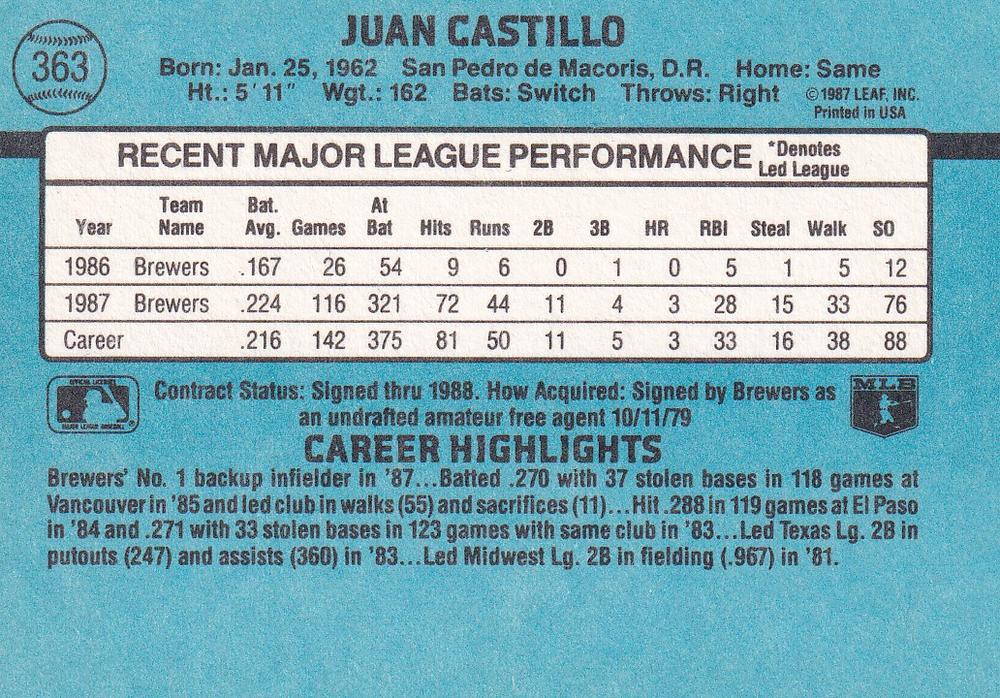 363
JUAN CASTILLO
Born: Jan. 25, 1962 San Pedro de Macoris, D.R. Home: Same
Ht.: 5'11" Wgt.: 162 Bats: Switch Throws: Right ©1987 LEAF, INC.
Printed in USA
RECENT MAJOR LEAGUE PERFORMANCE *Denotes
Led League
Year Team Name Bat. Avg. Games At Bat Hits Runs 2B 3B HR RBI Steal Walk SO
1986 Brewers .167 26 54 9 6 0 1 0 5 1 5 12
1987 Brewers .224 116 321 72 44 11 4 3 28 15 33 76
Career .216 142 375 81 50 11 5 3 33 16 38 88
OFFICIAL LICENSEE
MAJOR LEAGUE BASEBALL
Contract Status: Signed thru 1988. How Acquired: Signed by Brewers as
an undrafted amateur free agent 10/11/79
MLB
CAREER HIGHLIGHTS
Brewers' No. 1 backup infielder in '87...Batted .270 with 37 stolen bases in 118 games at
Vancouver in '85 and led club in walks (55) and sacrifices (11)...Hit .288 in 119 games at El Paso
in '84 and .271 with 33 stolen bases in 123 games with same club in '83...Led Texas Lg. 2B in
putouts (247) and assists (360) in '83...Led Midwest Lg. 2B in fielding (.967) in '81.